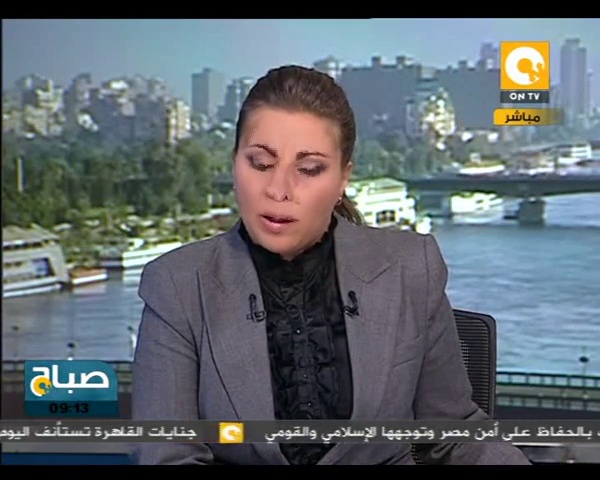 ON TV
مباشر
صباح
09:13
بالحفاظ على أمن مصر وتوجهها الإسلامي والقومي
جنايات القاهرة تستأنف اليوم